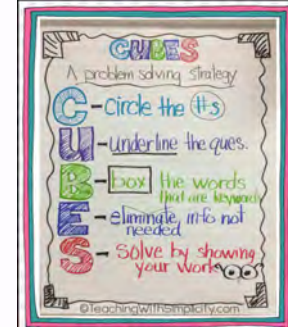 CUBES
A problem solving strategy
C - Circle the #s
U - underline the ques.
B - box the words
that are keywords
E - eliminate info not
needed
S - Solve by showing
your work
©TeachingWithSimplicity.com